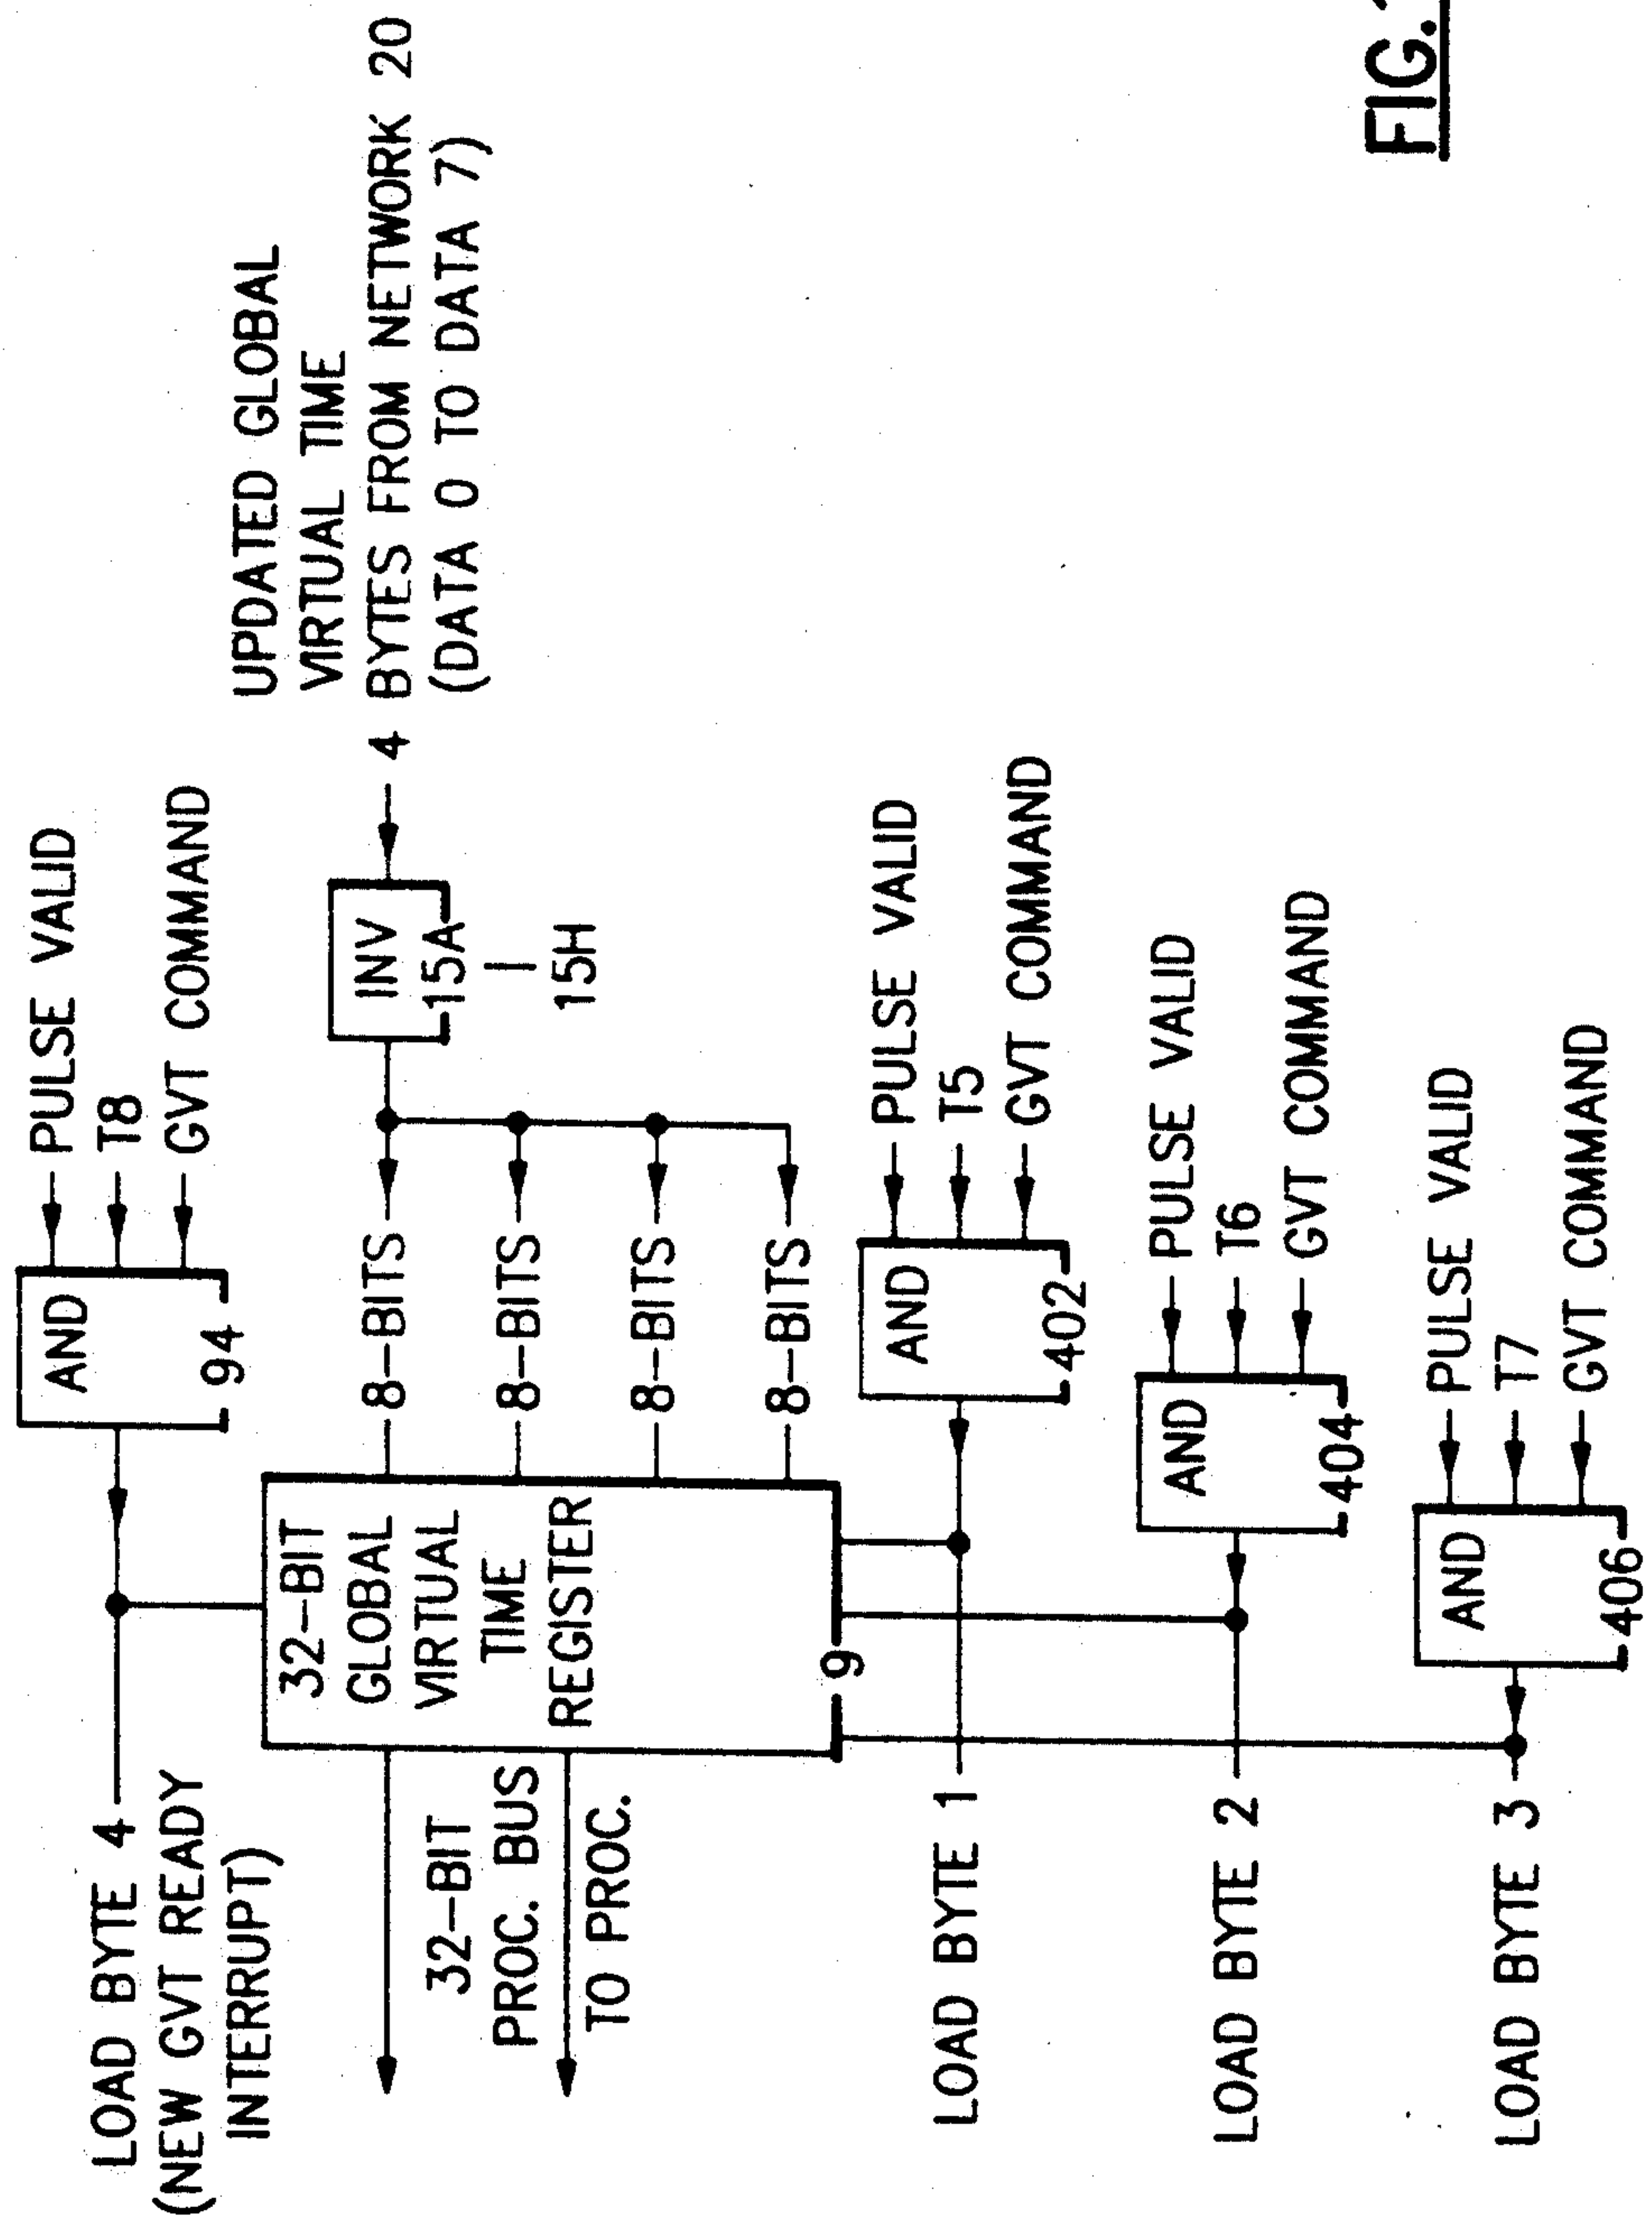 LOAD BYTE 4
(NEW GVT READY
INTERRUPT)
AND
94
PULSE VALID
T8
GVT COMMAND
32-BIT
GLOBAL
VIRTUAL
TIME
REGISTER
9
32-BIT
PROC. BUS
TO PROC.
8-BITS
8-BITS
8-BITS
8-BITS
INV
15A
|
15H
UPDATED GLOBAL
VIRTUAL TIME
4 BYTES FROM NETWORK 20
(DATA 0 TO DATA 7)
LOAD BYTE 1
AND
402
PULSE VALID
T5
GVT COMMAND
LOAD BYTE 2
AND
404
PULSE VALID
T6
GVT COMMAND
LOAD BYTE 3
AND
406
PULSE VALID
T7
GVT COMMAND
FIG.